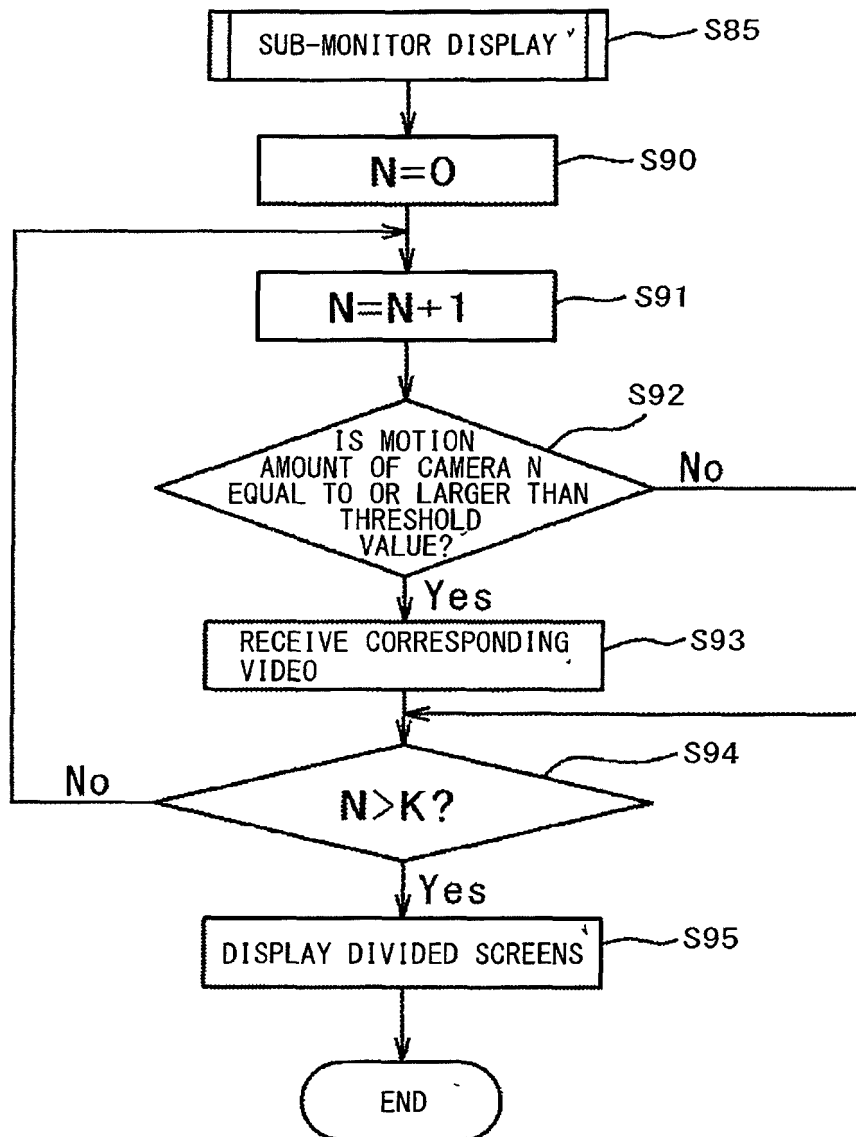 SUB-MONITOR DISPLAY
S85
N=0
S90
N=N+1
S91
S92
IS MOTION
AMOUNT OF CAMERA N
EQUAL TO OR LARGER THAN
THRESHOLD
VALUE?
No
Yes
RECEIVE CORRESPONDING
VIDEO
S93
S94
No
N>K?
Yes
DISPLAY DIVIDED SCREENS
S95
END